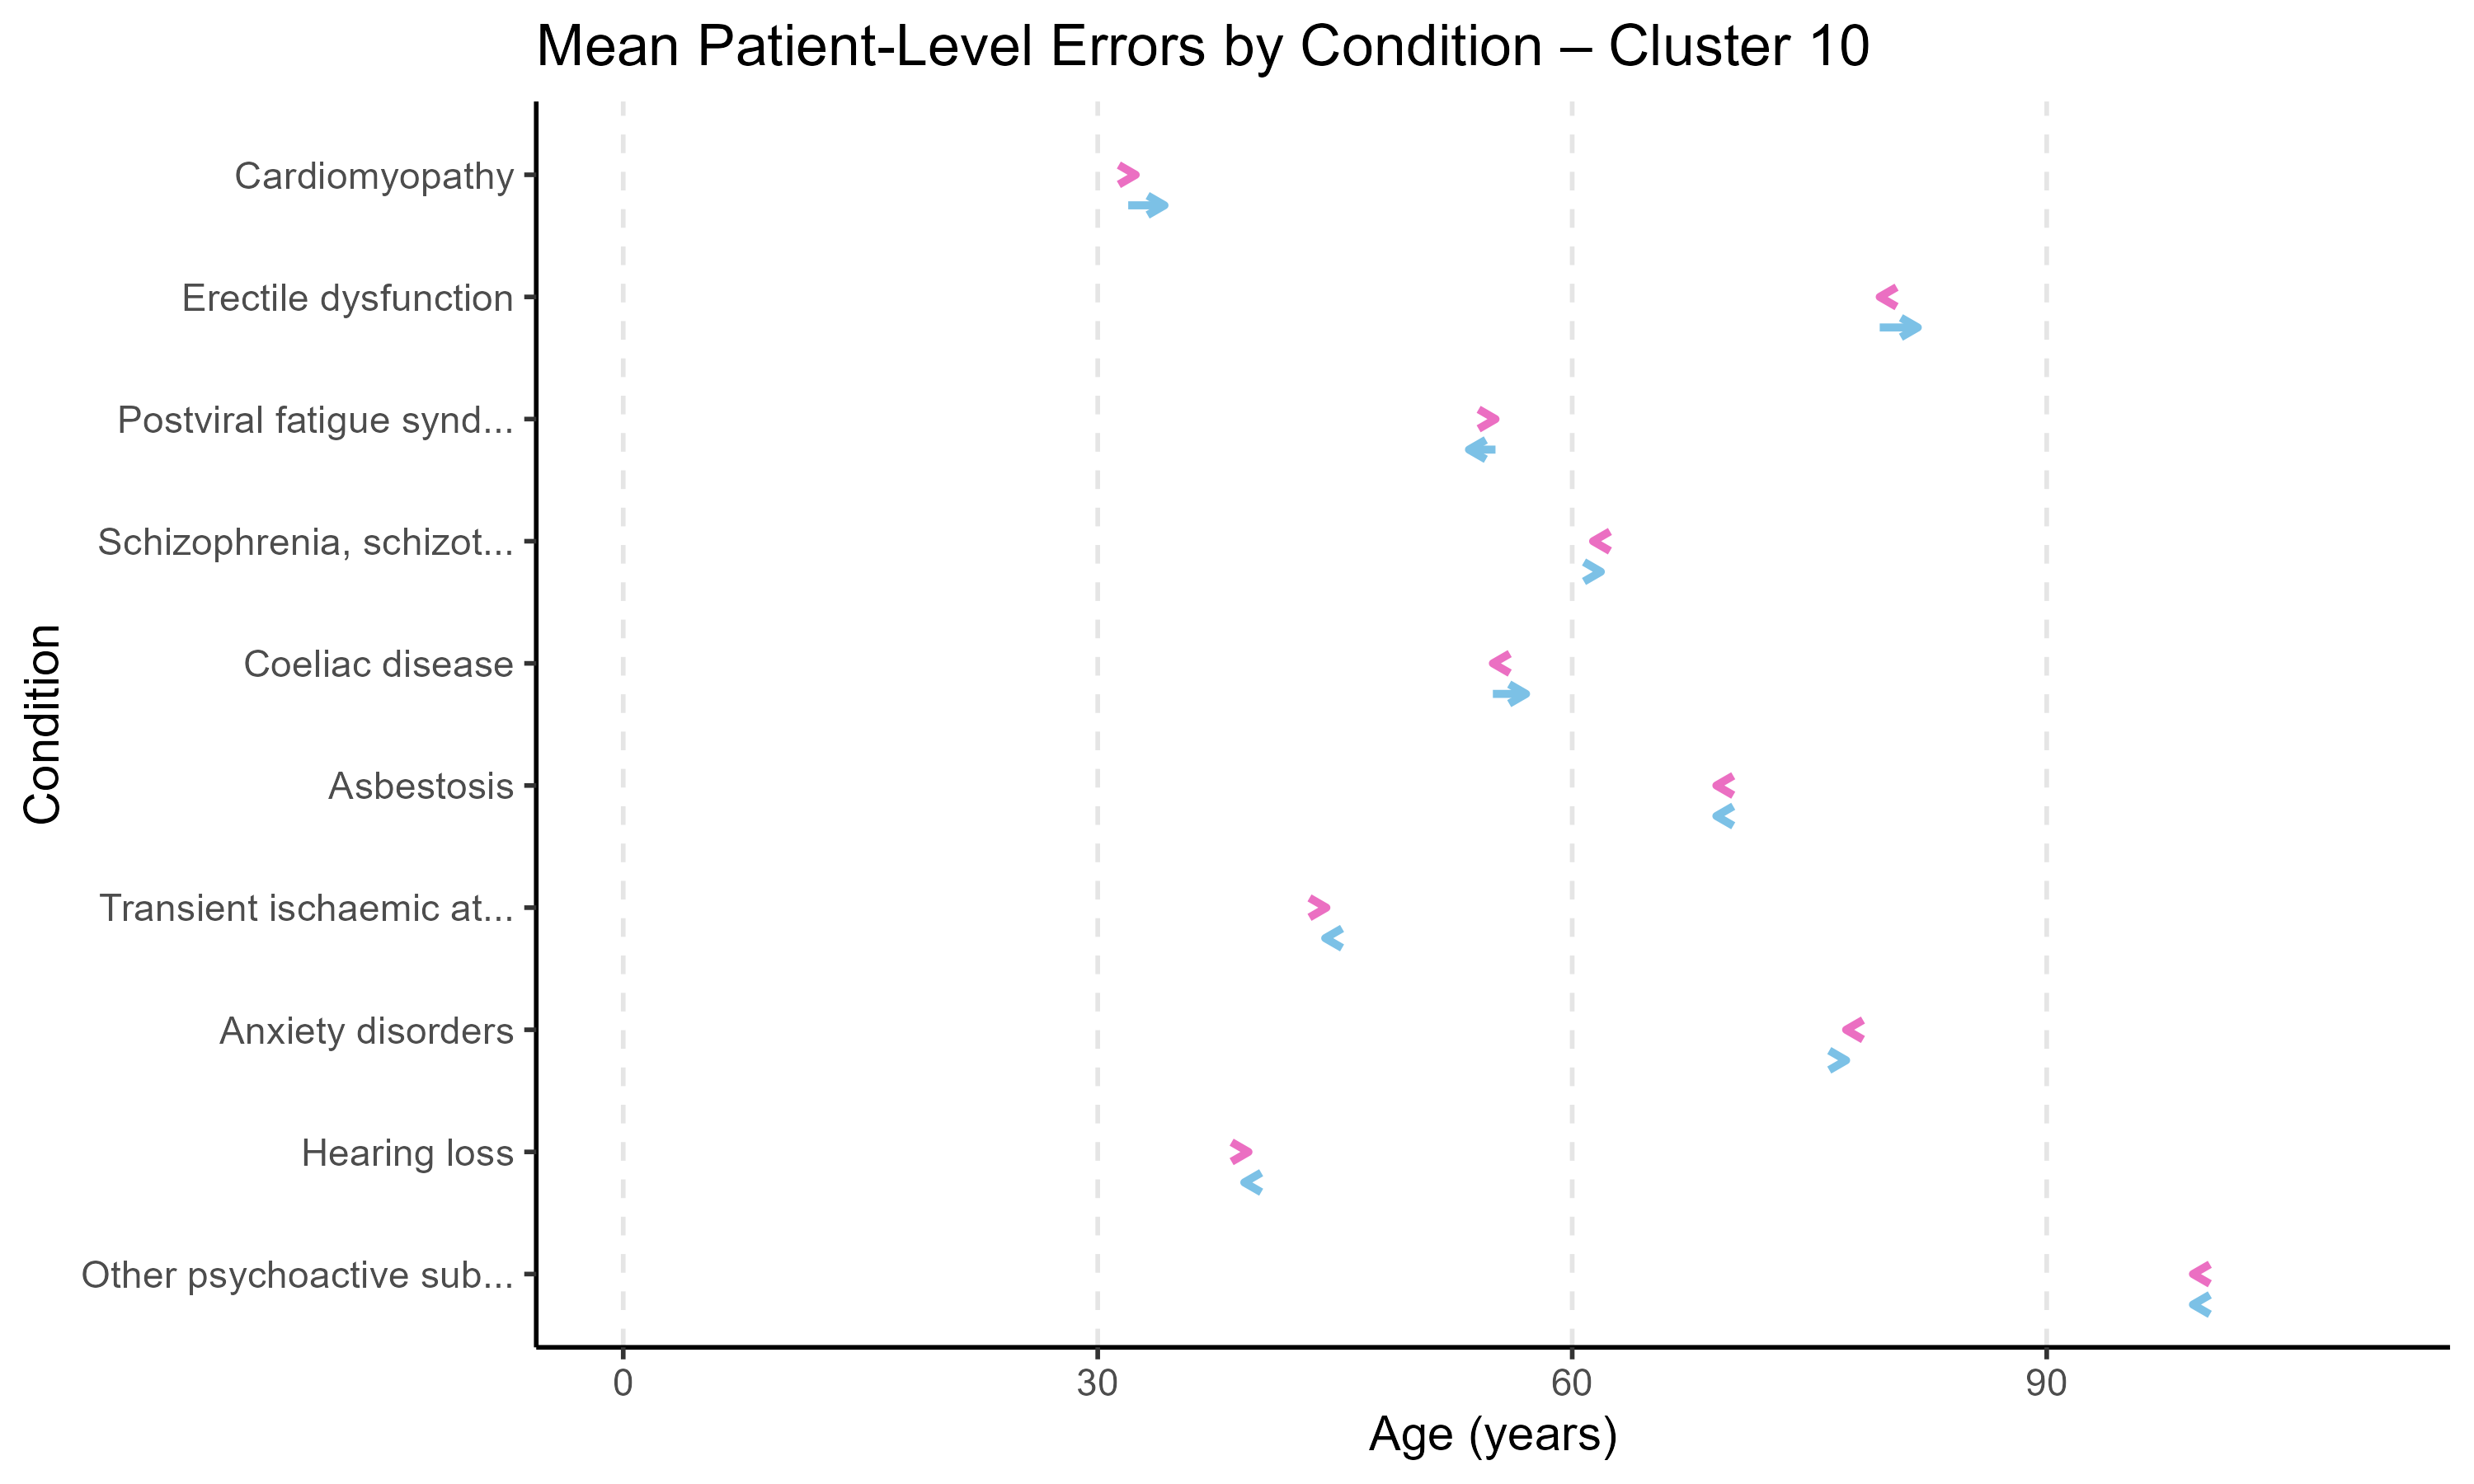 Mean Patient-Level Errors by Condition – Cluster 10
Condition
Cardiomyopathy
Erectile dysfunction
Postviral fatigue synd...
Schizophrenia, schizot...
Coeliac disease
Asbestosis
Transient ischaemic at...
Anxiety disorders
Hearing loss
Other psychoactive sub...
0 30 60 90
Age (years)